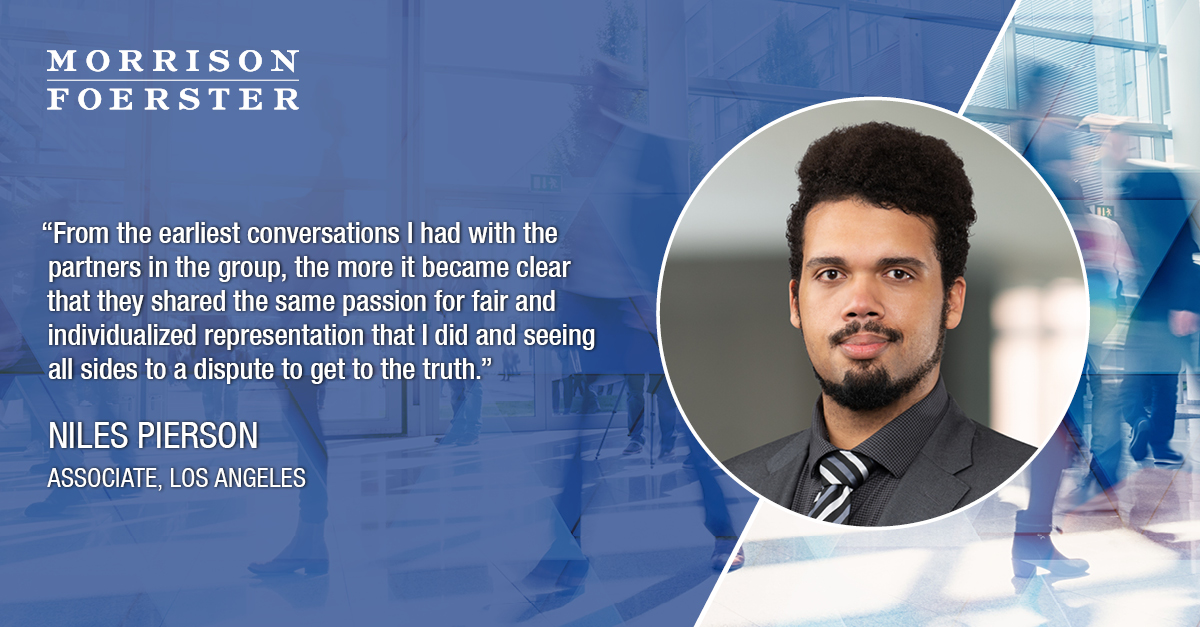 MORRISON
FOERSTER
“From the earliest conversations I had with the
partners in the group, the more it became clear
that they shared the same passion for fair and
individualized representation that I did and seeing
all sides to a dispute to get to the truth.”
NILES PIERSON
ASSOCIATE, LOS ANGELES